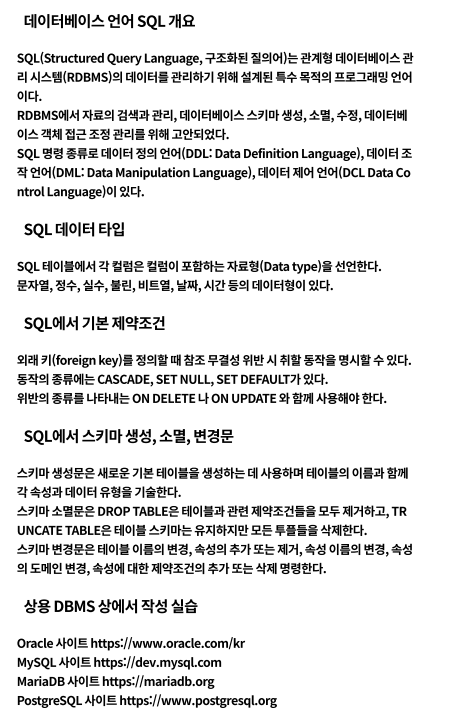 데이터베이스 언어 SQL 개요
SQL(Structured Query Language, 구조화된 질의어)는 관계형 데이터베이스 관
리 시스템(RDBMS)의 데이터를 관리하기 위해 설계된 특수 목적의 프로그래밍 언어
이다.
RDBMS에서 자료의 검색과 관리, 데이터베이스 스키마 생성, 소멸, 수정, 데이터베
이스 객체 접근 조정 관리를 위해 고안되었다.
SQL 명령 종류로 데이터 정의 언어(DDL: Data Definition Language), 데이터 조
작 언어(DML: Data Manipulation Language), 데이터 제어 언어(DCL Data Co
ntrol Language)이 있다.
SQL 데이터 타입
SQL 테이블에서 각 컬럼은 컬럼이 포함하는 자료형(Data type)을 선언한다.
문자열, 정수, 실수, 불린, 비트열, 날짜, 시간 등의 데이터형이 있다.
SQL에서 기본 제약조건
외래 키(foreign key)를 정의할 때 참조 무결성 위반 시 취할 동작을 명시할 수 있다.
동작의 종류에는 CASCADE, SET NULL, SET DEFAULT가 있다.
위반의 종류를 나타내는 ON DELETE 나 ON UPDATE 와 함께 사용해야 한다.
SQL에서 스키마 생성, 소멸, 변경문
스키마 생성문은 새로운 기본 테이블을 생성하는 데 사용하며 테이블의 이름과 함께
각 속성과 데이터 유형을 기술한다.
스키마 소멸문은 DROP TABLE은 테이블과 관련 제약조건들을 모두 제거하고, TR
UNCATE TABLE은 테이블 스키마는 유지하지만 모든 투플들을 삭제한다.
스키마 변경문은 테이블 이름의 변경, 속성의 추가 또는 제거, 속성 이름의 변경, 속성
의 도메인 변경, 속성에 대한 제약조건의 추가 또는 삭제 명령한다.
상용 DBMS 상에서 작성 실습
Oracle 사이트 https://www.oracle.com/kr
MySQL 사이트 https://dev.mysql.com
MariaDB 사이트 https://mariadb.org
PostgreSQL 사이트 https://www.postgresql.org